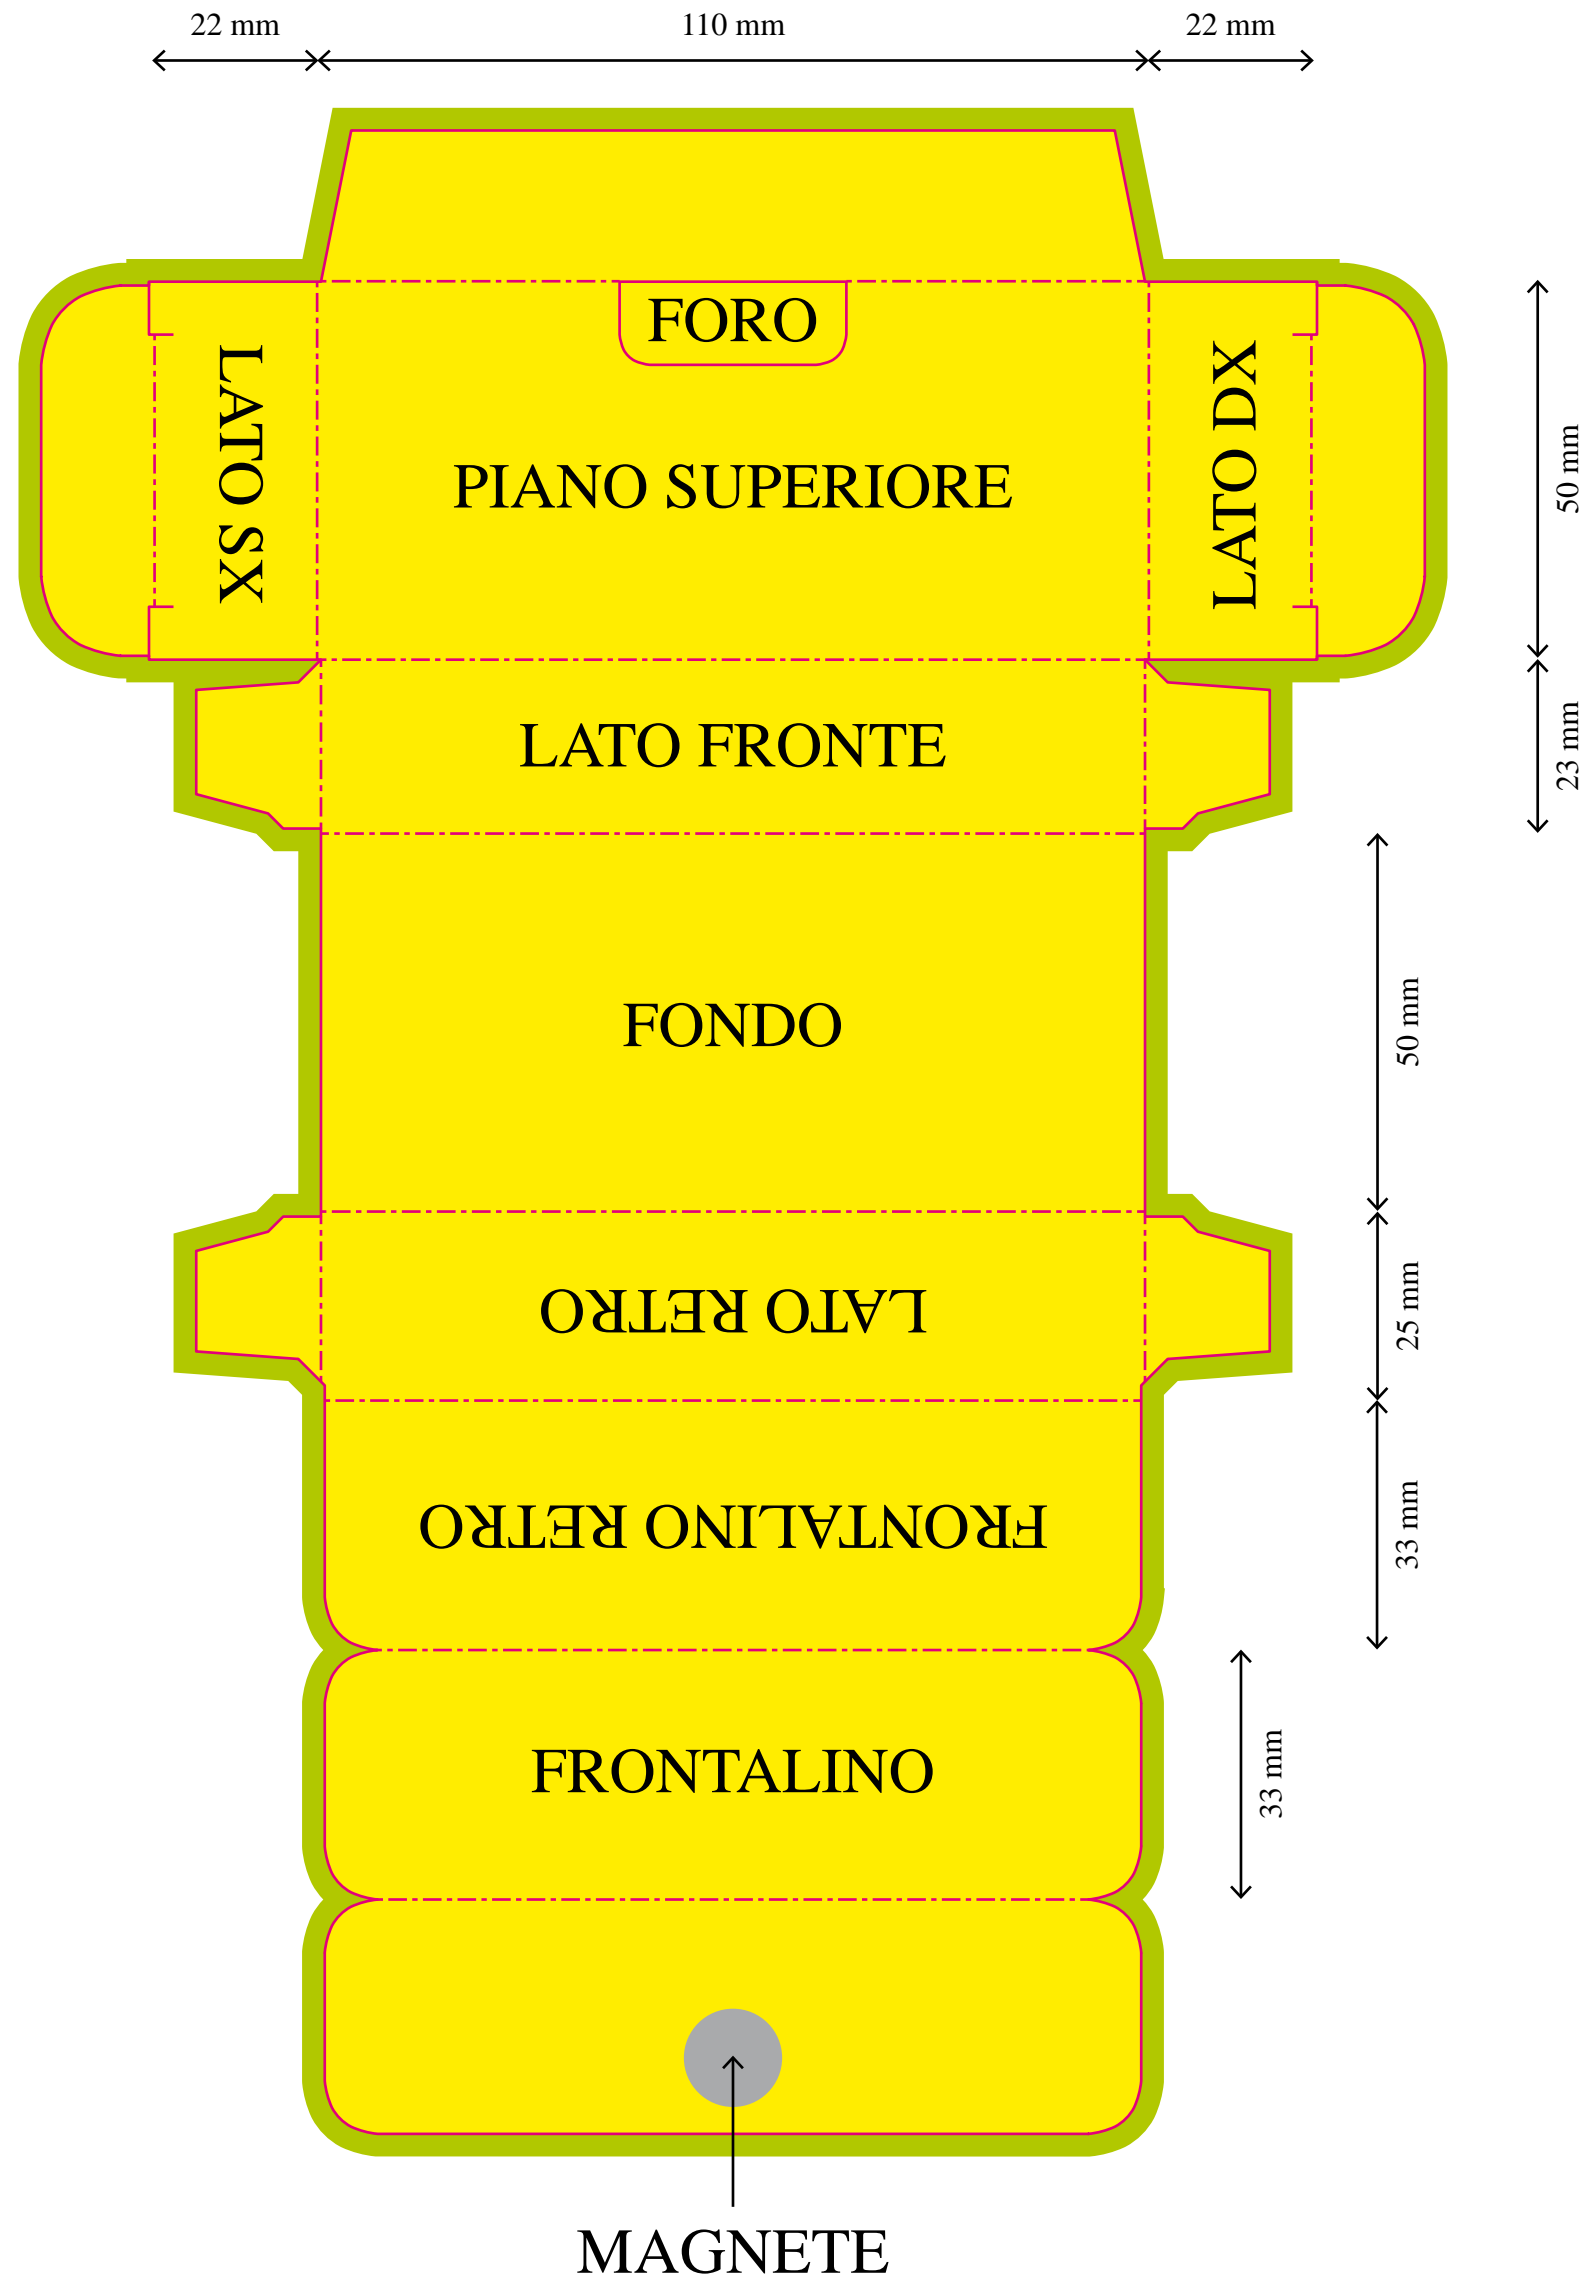 22 mm
110 mm
22 mm
FORO
LATO SX
PIANO SUPERIORE
LATO DX
50 mm
LATO FRONTE
23 mm
FONDO
50 mm
LATO RETRO
25 mm
FRONTALINO RETRO
33 mm
FRONTALINO
33 mm
MAGNETE